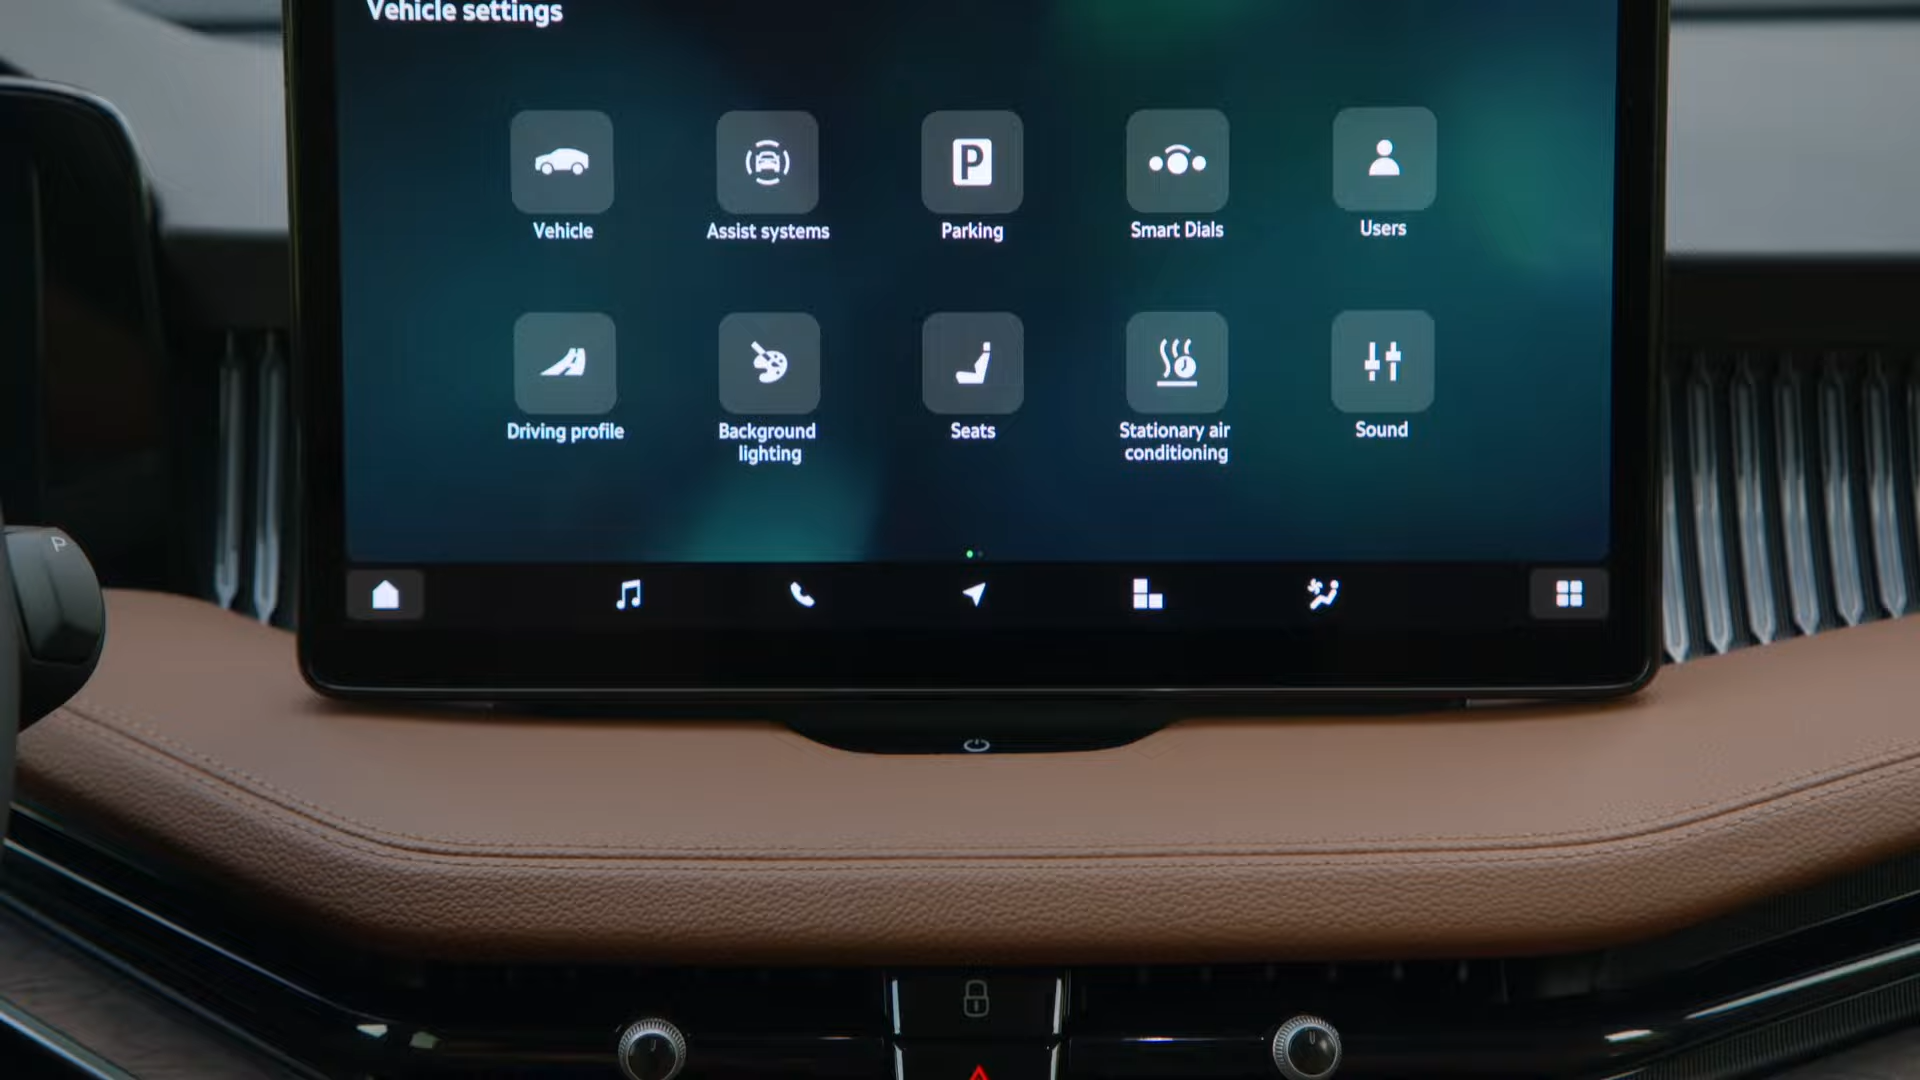 Vehicle settings
P
Vehicle
Assist systems
Parking
Smart Dials
Users
Driving profile
Background
lighting
Seats
Stationary air
conditioning
Sound
P